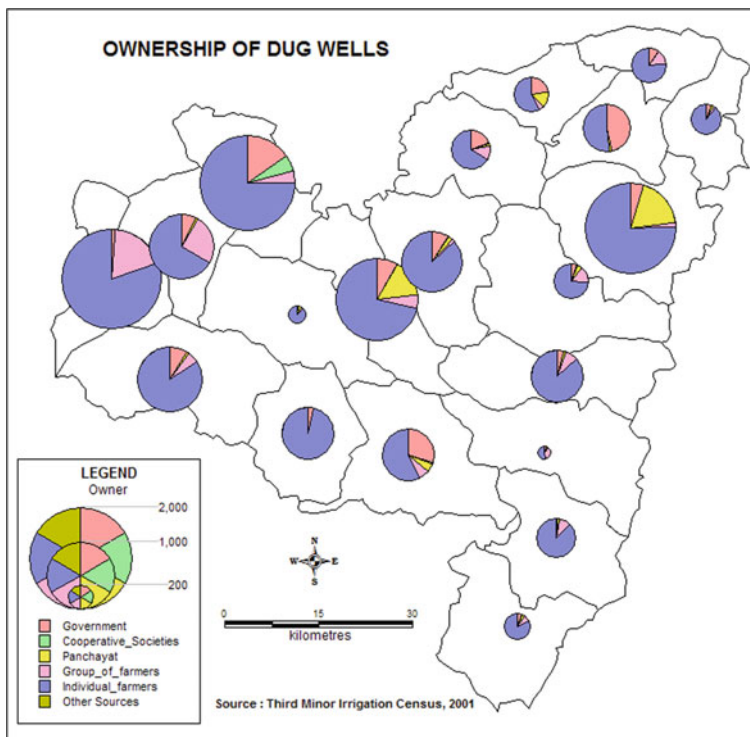 OWNERSHIP OF DUG WELLS
LEGEND
Owner
2,000
1,000
200
Government
Cooperative_Societies
Panchayat
Group_of_farmers
Individual_farmers
Other Sources
N
W E
S
0 15 30
kilometres
Source : Third Minor Irrigation Census, 2001